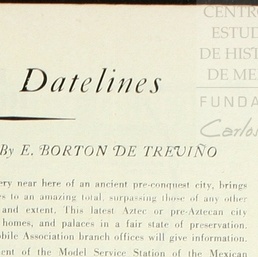 CENTRO
ESTUD
DE HIST
DE ME
FUNDA
Carlos
Datelines
By E. BORTON DE TREVIÑO
ery near here of an ancient pre-conquest city, brings
es to an amazing total, surpassing those of any other
and extent. This latest Aztec or pre-Aztecan city
homes, and palaces in a fair state of preservation.
obile Association branch offices will give information.
ent of the Model Service Station of the Mexican